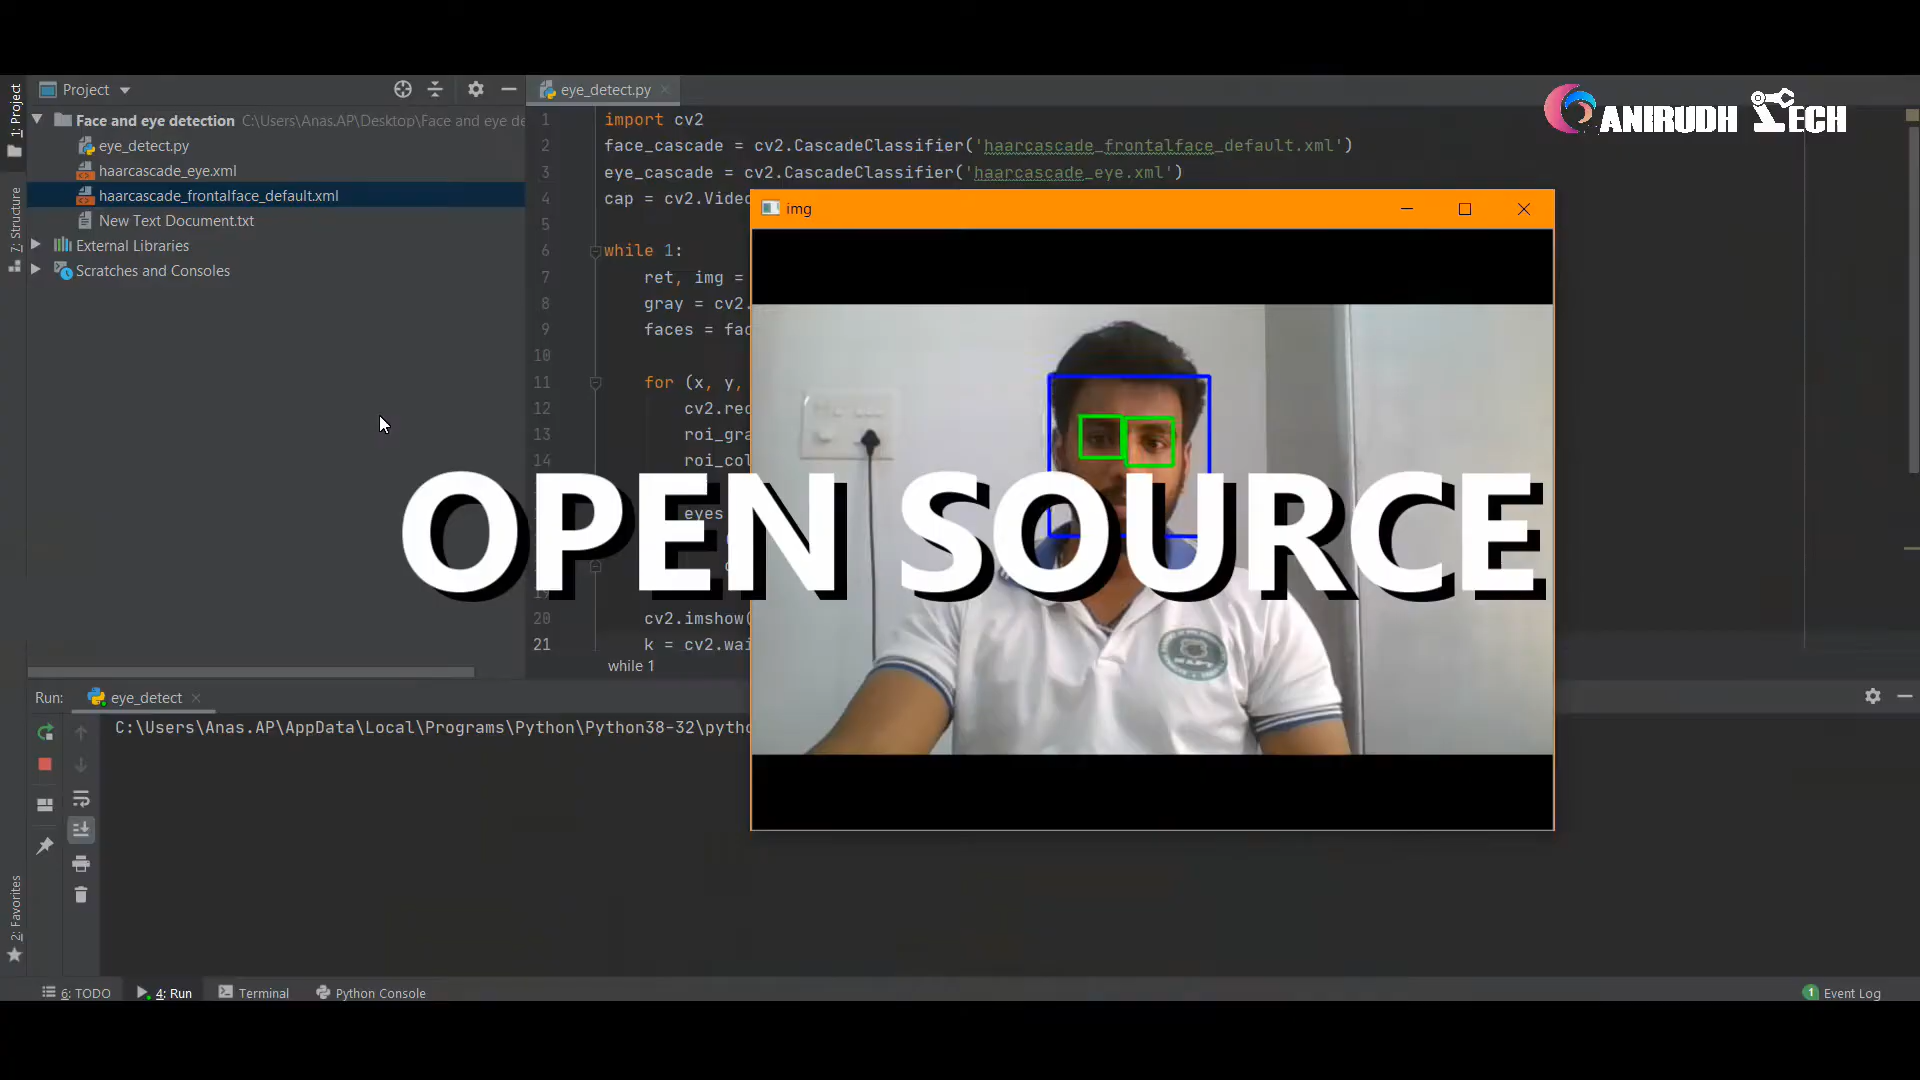 ANIRUDH TECH
1: Project
Project
eye_detect.py
Face and eye detection C:\Users\Anas.AP\Desktop\Face and eye de
eye_detect.py
haarcascade_eye.xml
haarcascade_frontalface_default.xml
New Text Document.txt
External Libraries
Scratches and Consoles
7: Structure
1 import cv2
2 face_cascade = cv2.CascadeClassifier('haarcascade_frontalface_default.xml')
3 eye_cascade = cv2.CascadeClassifier('haarcascade_eye.xml')
4 cap = cv2.Videc
5
6 while 1:
7 ret, img =
8 gray = cv2.
9 faces = fac
10
11 for (x, y,
12 cv2.rec
13 roi_gra
14 roi_col
eyes
20 cv2.imshow(
21 k = cv2.wai
while 1
img
OPEN SOURCE
Run: eye_detect
C:\Users\Anas.AP\AppData\Local\Programs\Python\Python38-32\pytho
2: Favorites
6: TODO
4: Run
Terminal
Python Console
1 Event Log